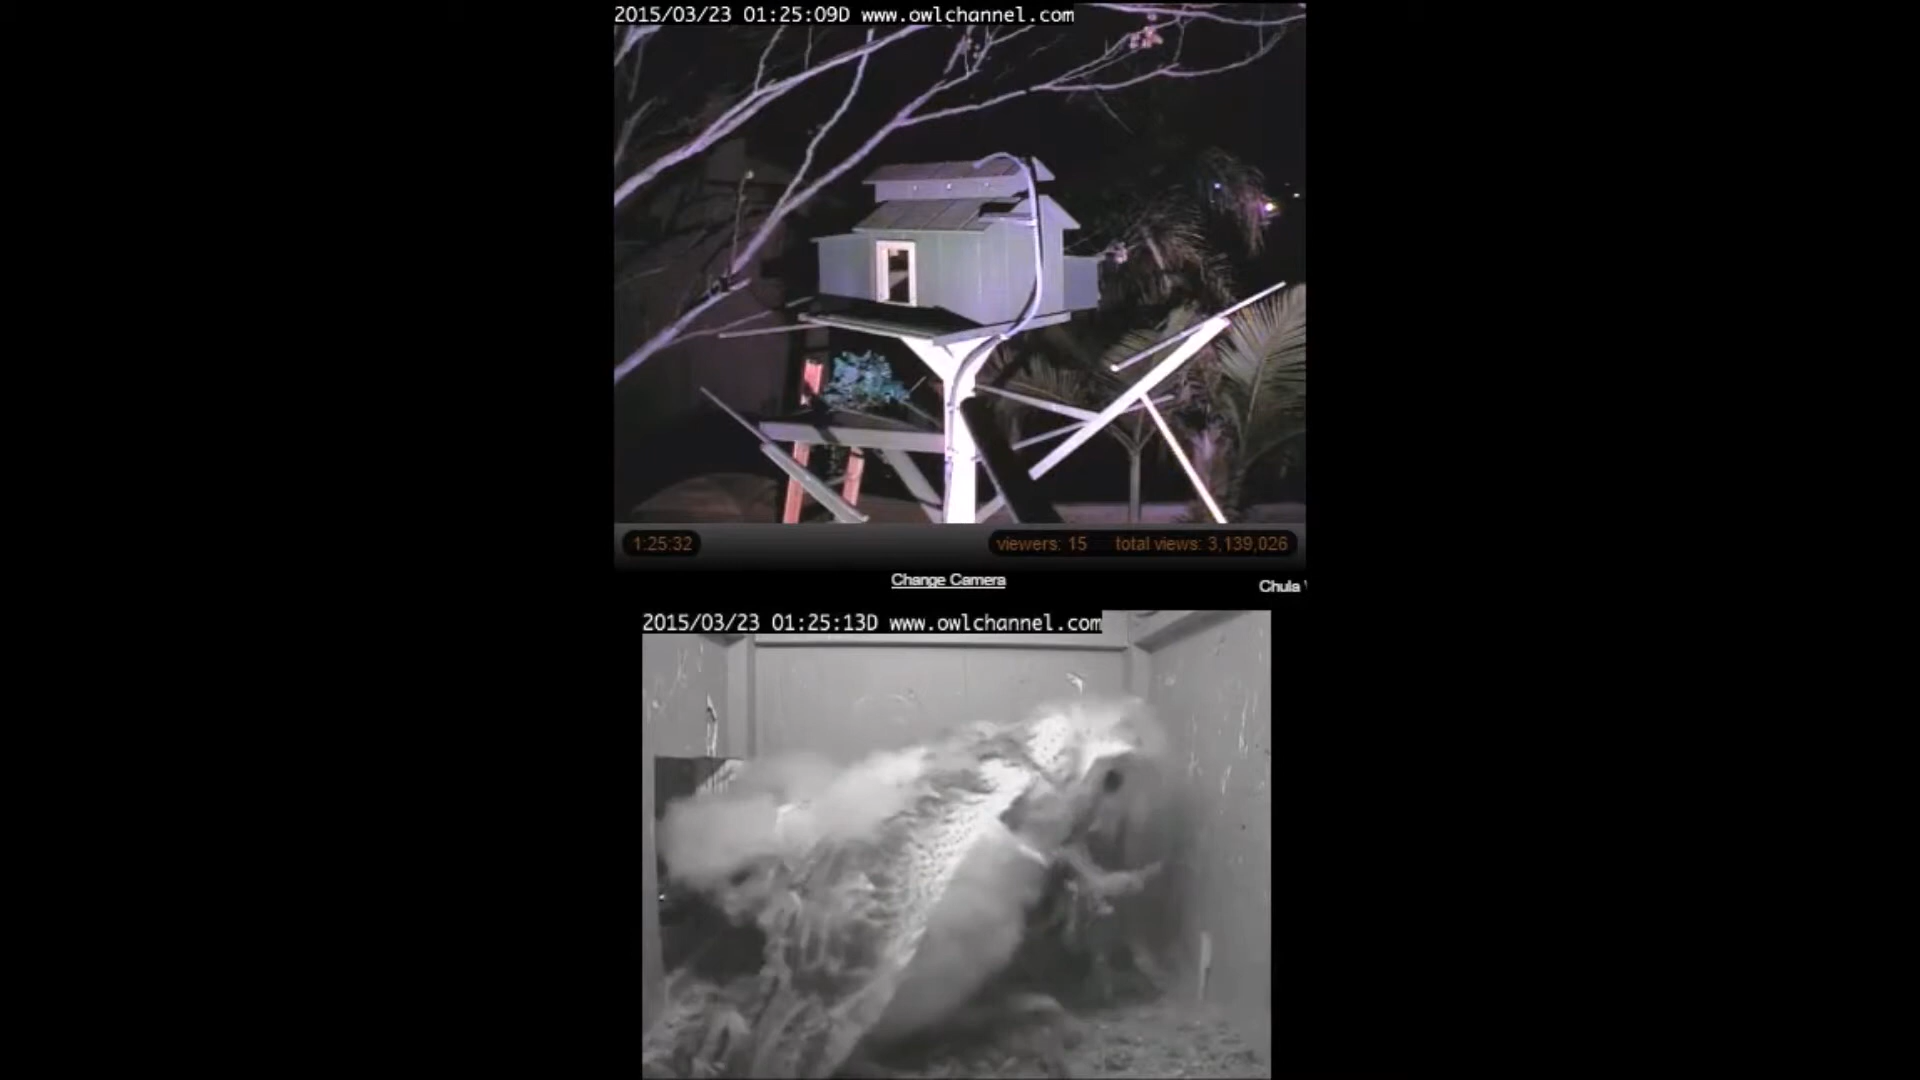 2015/03/23 01:25:09D www.owlchannel.com
1:25:32 viewers: 15 total views: 3,139,026
Change Camera
Chula
2015/03/23 01:25:13D www.owlchannel.com